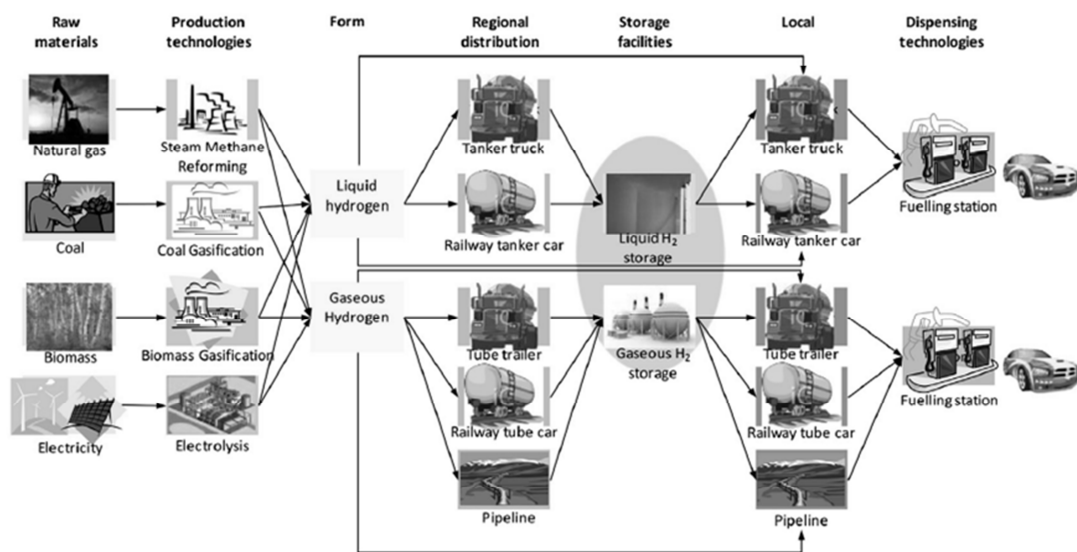 Raw
materials
Production
technologies
Form
Regional
distribution
Storage
facilities
Local
Dispensing
technologies
Natural gas
Steam Methane
Reforming
Tanker truck
Tanker truck
Liquid
hydrogen
Fuelling station
Coal
Coal Gasification
Railway tanker car
Liquid H₂
storage
Railway tanker car
Gaseous
Hydrogen
Biomass
Biomass Gasification
Tube trailer
Gaseous H₂
storage
Tube trailer
Fuelling station
Electricity
Electrolysis
Railway tube car
Railway tube car
Pipeline
Pipeline